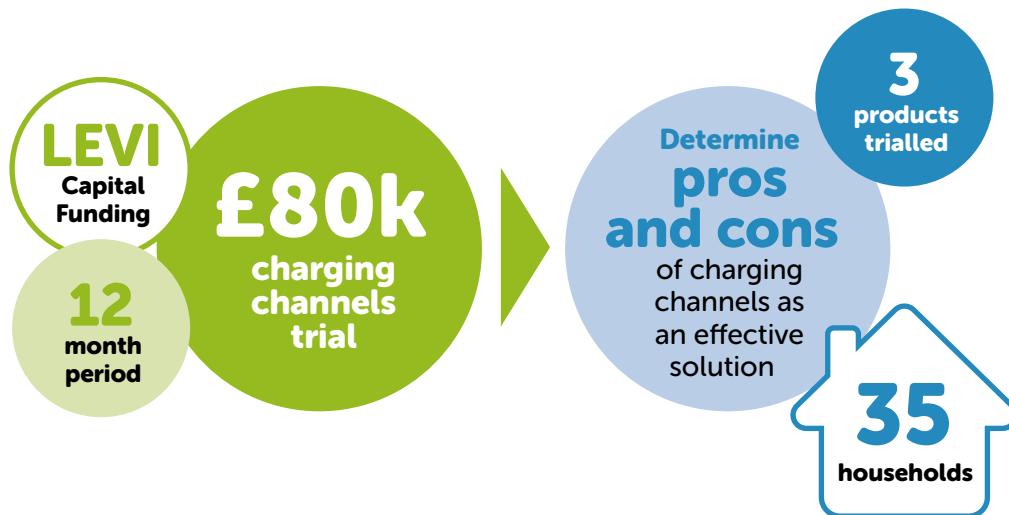 LEVI
Capital
Funding
12
month
period
£80k
charging
channels
trial
Determine
pros
and cons
of charging
channels as
an effective
solution
3
products
trialled
35
households